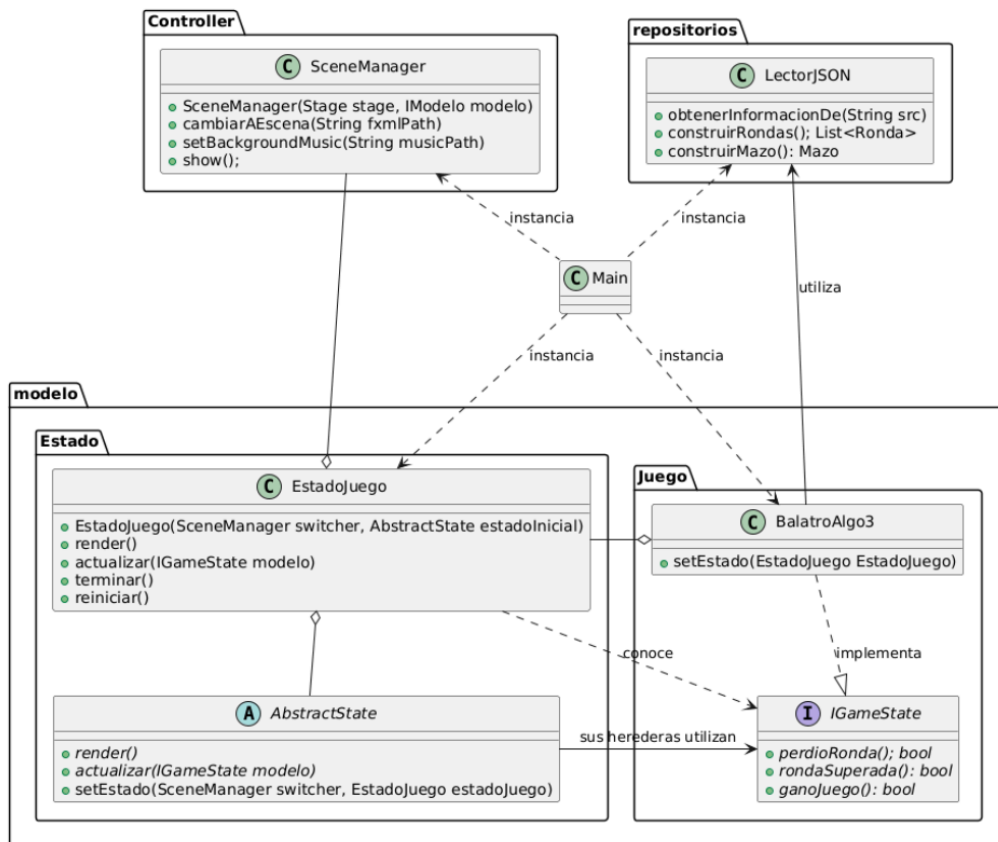 Controller
C SceneManager
SceneManager(Stage stage, IModelo modelo)
cambiarAEscena(String fxmlPath)
setBackgroundMusic(String musicPath)
show();
repositorios
C LectorJSON
obtenerInformacionDe(String src)
construirRondas(); List<Ronda>
construirMazo(): Mazo
instancia
instancia
C Main
utiliza
instancia
instancia
modelo
Estado
C EstadoJuego
EstadoJuego(SceneManager switcher, AbstractState estadoInicial)
render()
actualizar(IGameState modelo)
terminar()
reiniciar()
Juego
C BalatroAlgo3
setEstado(EstadoJuego EstadoJuego)
conoce
implementa
A AbstractState
render()
actualizar(IGameState modelo)
setEstado(SceneManager switcher, EstadoJuego estadoJuego)
sus herederas utilizan
I IGameState
perdioRonda(); bool
rondaSuperada(): bool
ganoJuego(): bool